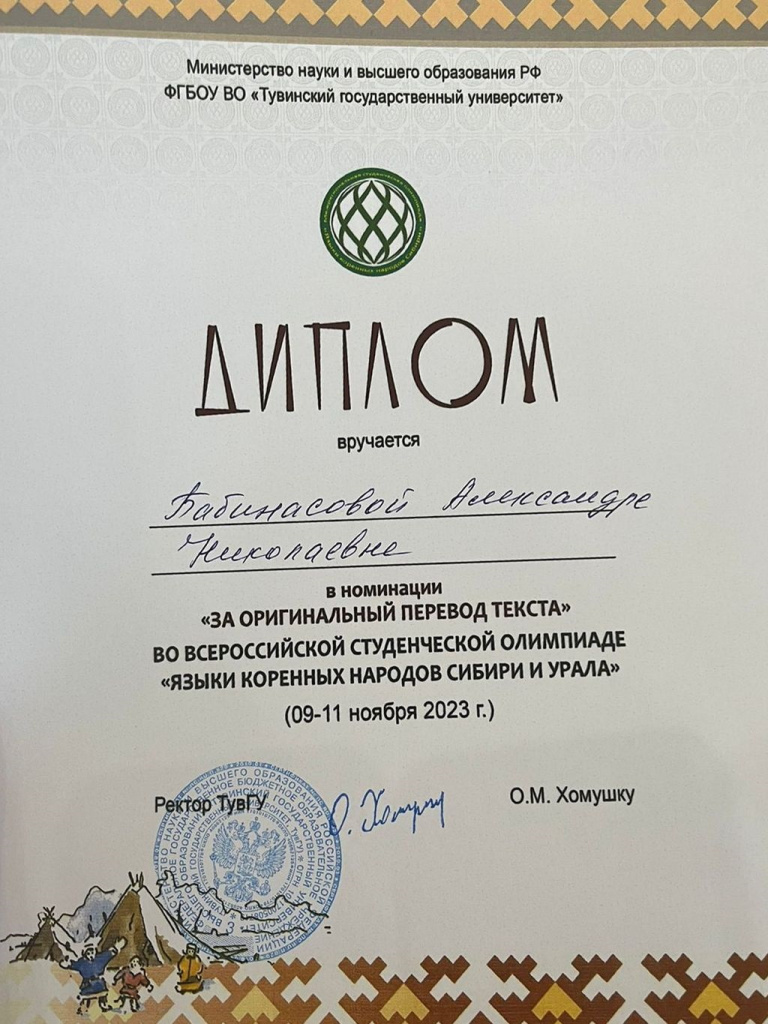 Министерство науки и высшего образования РФ
ФГБОУ ВО «Тувинский государственный университет»
ДИПЛОМ
вручается
Бабинасовой Александре
Николаевне
в номинации
«ЗА ОРИГИНАЛЬНЫЙ ПЕРЕВОД ТЕКСТА»
ВО ВСЕРОССИЙСКОЙ СТУДЕНЧЕСКОЙ ОЛИМПИАДЕ
«ЯЗЫКИ КОРЕННЫХ НАРОДОВ СИБИРИ И УРАЛА»
(09-11 ноября 2023 г.)
Ректор ТувГУ
О.М. Хомушку